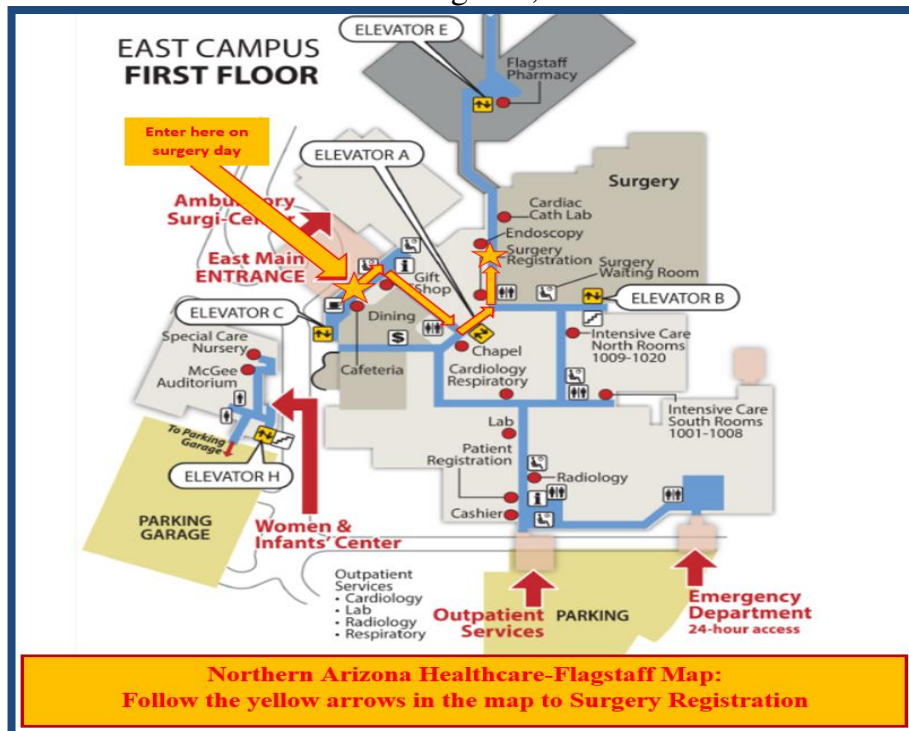 EAST CAMPUS
FIRST FLOOR
ELEVATOR E
Flagstaff
Pharmacy
Enter here on
surgery day
ELEVATOR A
Surgery
Ambulatory
Surgi-Center
Cardiac
Cath Lab
Endoscopy
East Main
ENTRANCE
Surgery
Registration
Surgery
Waiting Room
Gift
Shop
ELEVATOR B
ELEVATOR C
Dining
$
Special Care
Nursery
Chapel
Intensive Care
North Rooms
1009-1020
McGee
Auditorium
Cafeteria
Cardiology
Respiratory
Intensive Care
South Rooms
1001-1008
Lab
To Parking
Garage
Patient
Registration
Radiology
ELEVATOR H
Cashier
PARKING
GARAGE
Women &
Infants' Center
Outpatient
Services
• Cardiology
• Lab
• Radiology
• Respiratory
Outpatient
Services
PARKING
Emergency
Department
24-hour access
Northern Arizona Healthcare-Flagstaff Map:
Follow the yellow arrows in the map to Surgery Registration